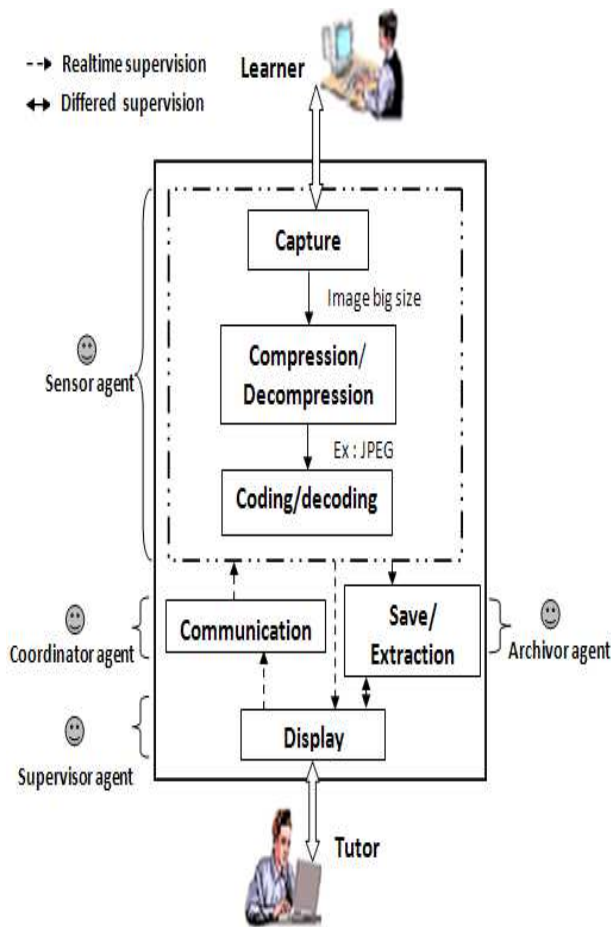 Realtime supervision
Differed supervision
Learner
Capture
Image big size
Compression/
Decompression
Sensor agent
Ex : JPEG
Coding/decoding
Communication
Save/
Extraction
Coordinator agent
Archivor agent
Display
Supervisor agent
Tutor